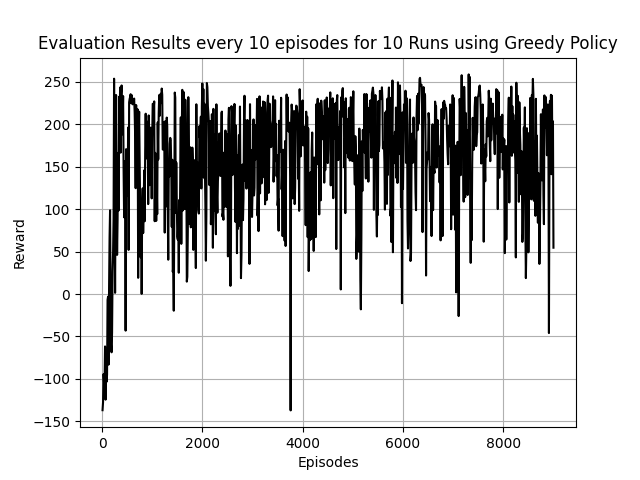 Evaluation Results every 10 episodes for 10 Runs using Greedy Policy
250
200
150
100
50
0
−50
−100
−150
Reward
0 2000 4000 6000 8000
Episodes